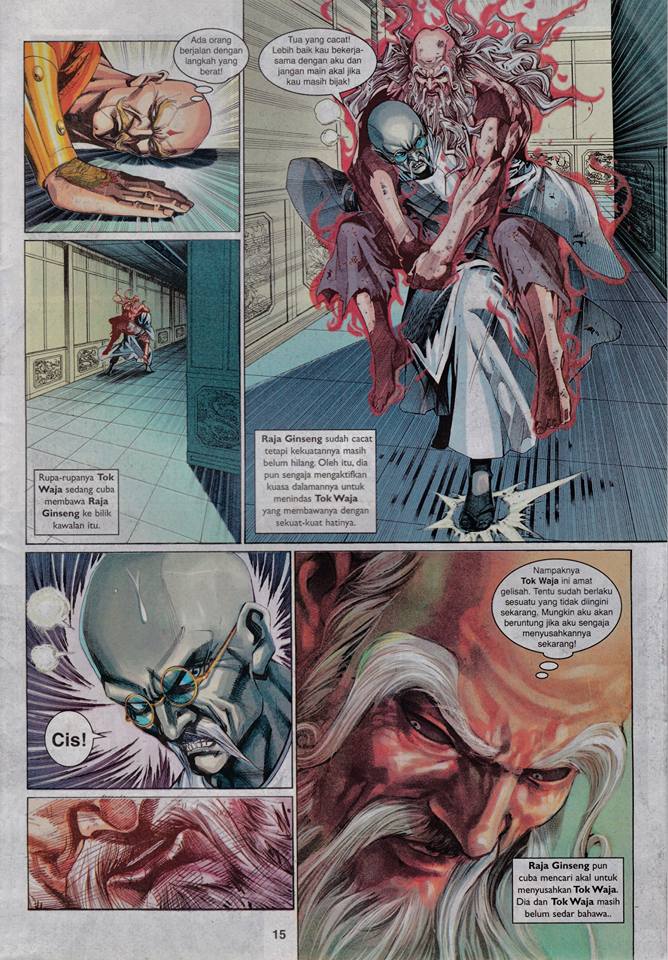 Ada orang
berjalan dengan
langkah yang
berat!
Tua yang cacat!
Lebih baik kau bekerja-
sama dengan aku dan
jangan main akal jika
kau masih bijak!
Rupa-rupanya Tok
Waja sedang cuba
membawa Raja
Ginseng ke bilik
kawalan itu.
Raja Ginseng sudah cacat
tetapi kekuatannya masih
belum hilang. Oleh itu, dia
pun sengaja mengaktifkan
kuasa dalamannya untuk
menindas Tok Waja
yang membawanya dengan
sekuat-kuat hatinya.
Cis!
Nampaknya
Tok Waja ini amat
gelisah. Tentu sudah berlaku
sesuatu yang tidak diingini
sekarang. Mungkin aku akan
beruntung jika aku sengaja
menyusahkannya
sekarang!
Raja Ginseng pun
cuba mencari akal untuk
menyusahkan Tok Waja.
Dia dan Tok Waja masih
belum sedar bahawa..
15